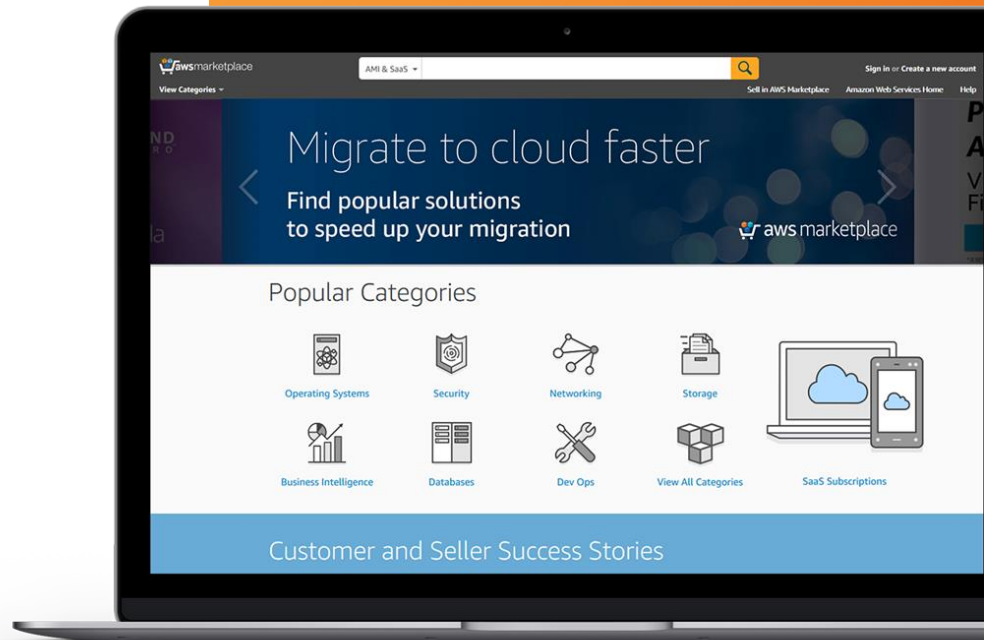 awsmarketplace
AMI & SaaS
Sign in or Create a new account
View Categories
Sell in AWS Marketplace Amazon Web Services Home Help
Migrate to cloud faster
Find popular solutions
to speed up your migration
aws marketplace
Popular Categories
Operating Systems Security Networking Storage
Business Intelligence Databases Dev Ops View All Categories SaaS Subscriptions
Customer and Seller Success Stories